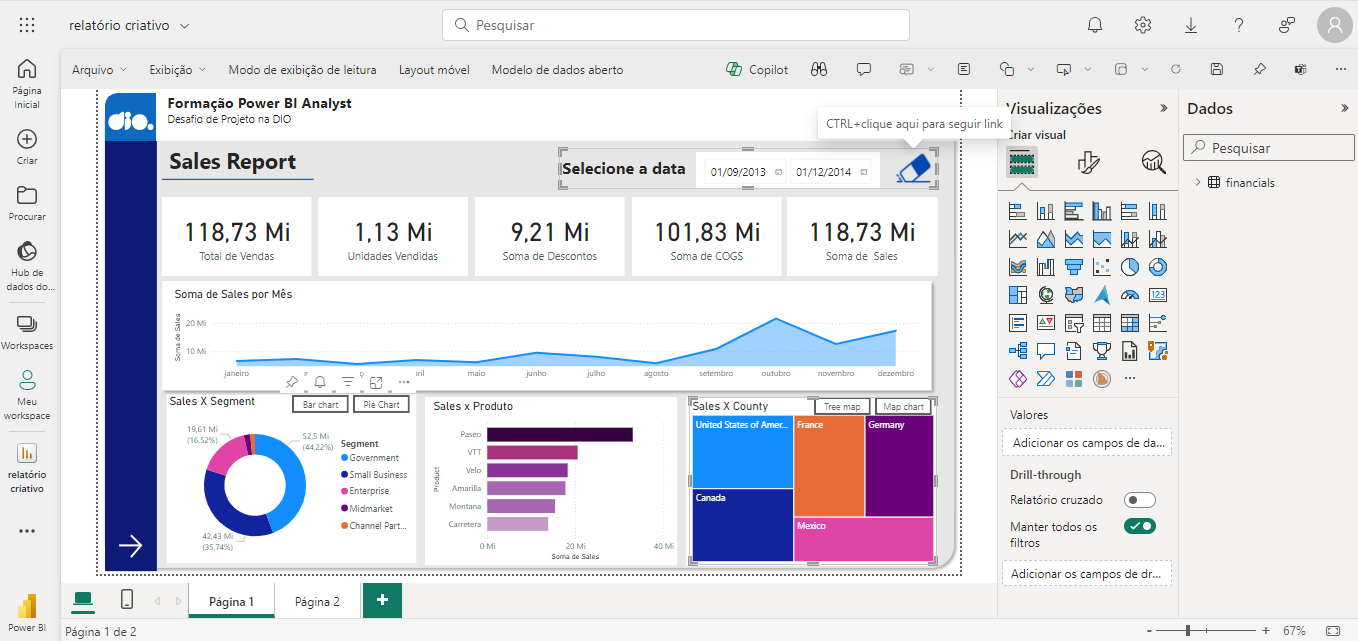 relatório criativo
Pesquisar
Arquivo
Exibição
Modo de exibição de leitura
Layout móvel
Modelo de dados aberto
Copilot
Página
Inicial
Criar
Procurar
Hub de
dados do...
Workspaces
Meu
workspace
relatório
criativo
Power BI
dio.
Formação Power BI Analyst
Desafio de Projeto na DIO
CTRL+clique aqui para seguir link
Sales Report
Selecione a data
01/09/2013
01/12/2014
118,73 Mi
Total de Vendas
1,13 Mi
Unidades Vendidas
9,21 Mi
Soma de Descontos
101,83 Mi
Soma de COGS
118,73 Mi
Soma de Sales
Soma de Sales por Mês
Soma de Sales
20 Mi
10 Mi
janeiro
ril
maio
junho
julho
agosto
setembro
outubro
novembro
dezembro
Sales X Segment
Bar chart
Pie Chart
19,61 Mi
(16,52%)
52,5 Mi
(44,22%)
42,43 Mi
(35,74%)
Segment
Government
Small Business
Enterprise
Midmarket
Channel Part...
Sales x Produto
Product
Paseo
VTT
Velo
Amarilla
Montana
Carretera
0 Mi
20 Mi
40 Mi
Soma de Sales
Sales X County
Tree map
Map chart
United States of Amer...
France
Germany
Canada
Mexico
Visualizações
Criar visual
123
Valores
Adicionar os campos de da...
Drill-through
Relatório cruzado
Manter todos os
filtros
Adicionar os campos de dr...
Dados
Pesquisar
financials
Página 1
Página 2
Página 1 de 2
67%